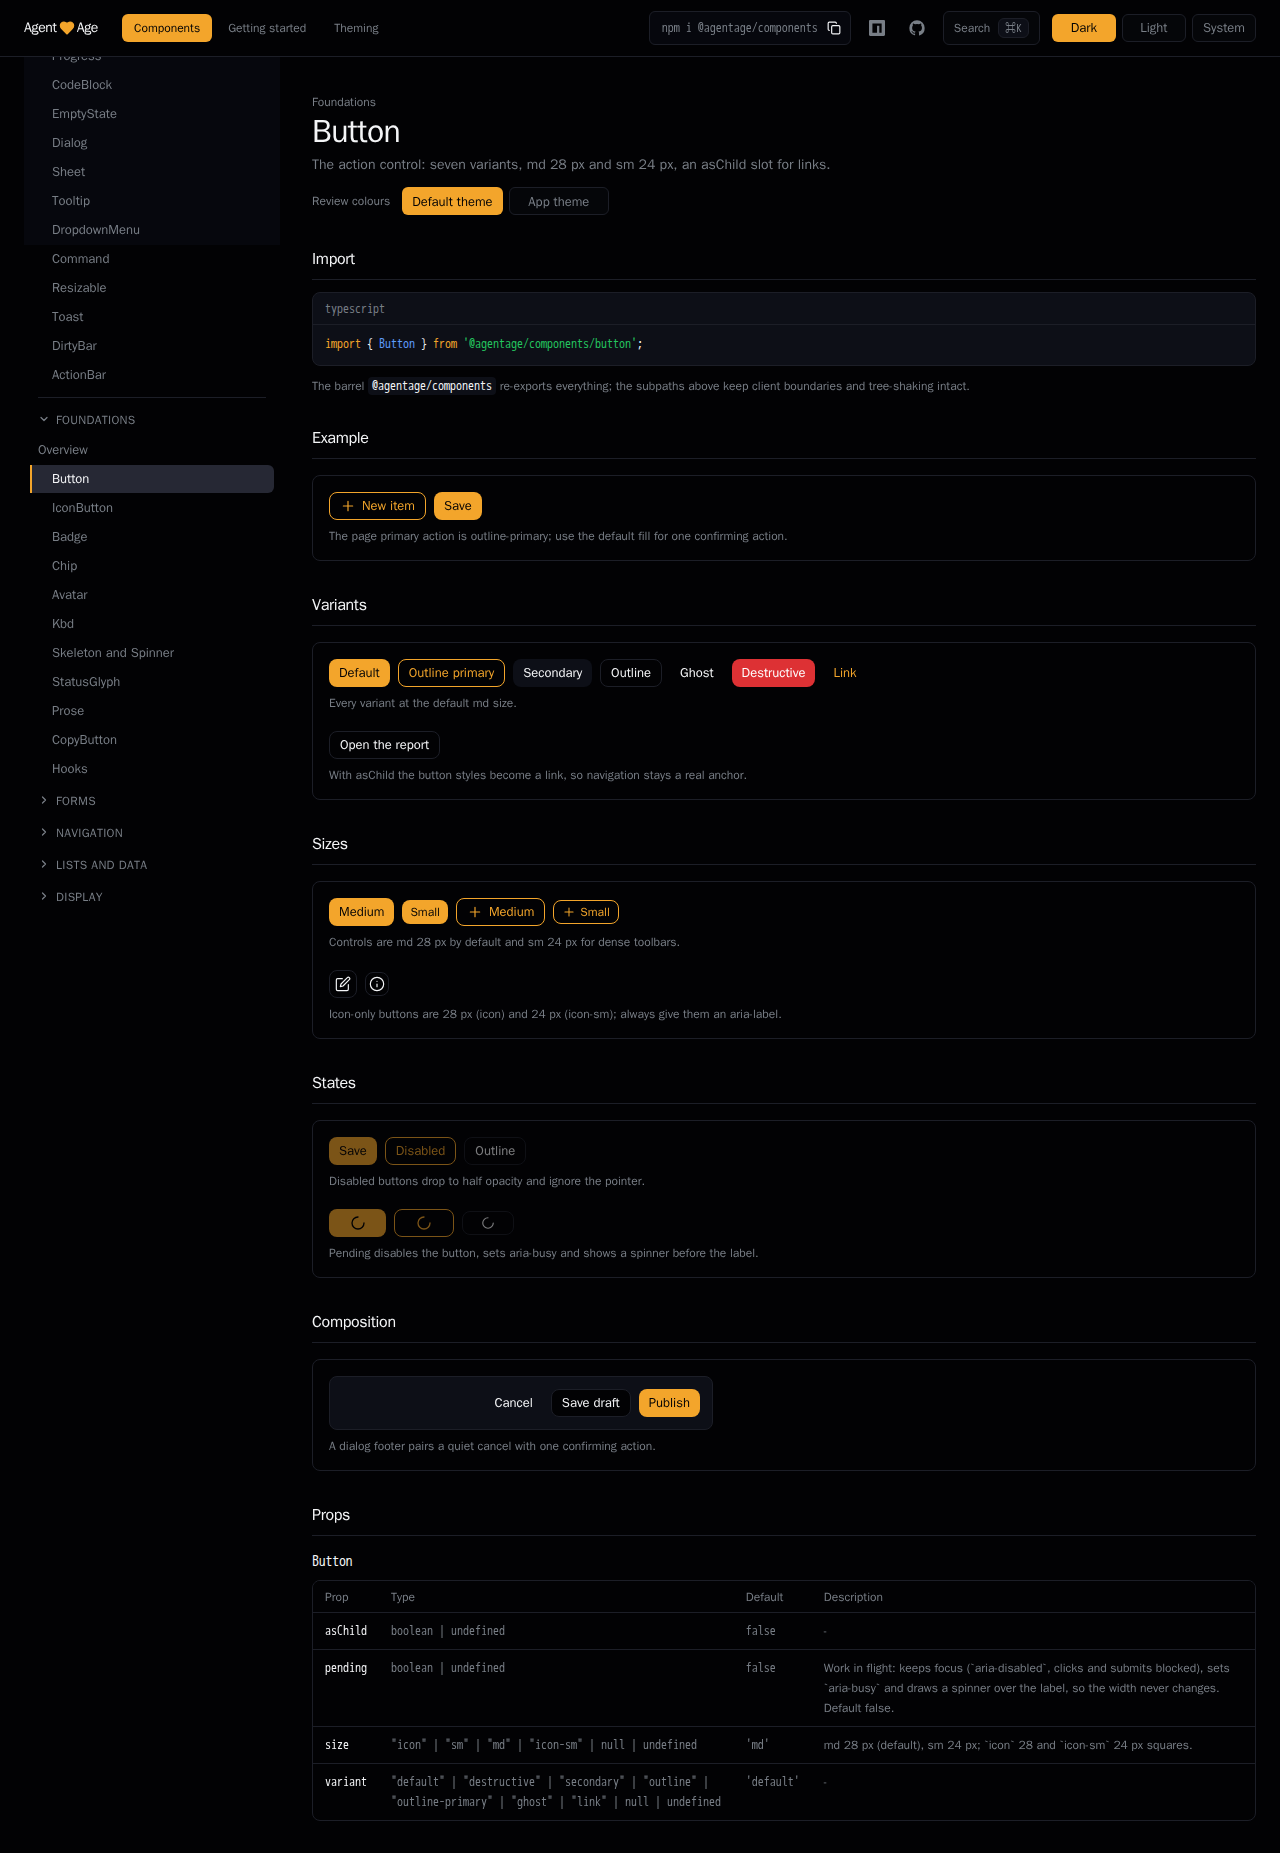 Agent Age
Components
Getting started
Theming
npm i @agentage/components
Search
⌘K
Dark
Light
System
Progress
CodeBlock
EmptyState
Dialog
Sheet
Tooltip
DropdownMenu
Command
Resizable
Toast
DirtyBar
ActionBar
FOUNDATIONS
Overview
Button
IconButton
Badge
Chip
Avatar
Kbd
Skeleton and Spinner
StatusGlyph
Prose
CopyButton
Hooks
FORMS
NAVIGATION
LISTS AND DATA
DISPLAY
Foundations
Button
The action control: seven variants, md 28 px and sm 24 px, an asChild slot for links.
Review colours
Default theme
App theme
Import
typescript
import { Button } from '@agentage/components/button';
The barrel @agentage/components re-exports everything; the subpaths above keep client boundaries and tree-shaking intact.
Example
New item
Save
The page primary action is outline-primary; use the default fill for one confirming action.
Variants
Default
Outline primary
Secondary
Outline
Ghost
Destructive
Link
Every variant at the default md size.
Open the report
With asChild the button styles become a link, so navigation stays a real anchor.
Sizes
Medium
Small
Medium
Small
Controls are md 28 px by default and sm 24 px for dense toolbars.
Icon-only buttons are 28 px (icon) and 24 px (icon-sm); always give them an aria-label.
States
Save
Disabled
Outline
Disabled buttons drop to half opacity and ignore the pointer.
Pending disables the button, sets aria-busy and shows a spinner before the label.
Composition
Cancel
Save draft
Publish
A dialog footer pairs a quiet cancel with one confirming action.
Props
Button
Prop Type Default Description
asChild boolean | undefined false -
pending boolean | undefined false Work in flight: keeps focus (`aria-disabled`, clicks and submits blocked), sets
`aria-busy` and draws a spinner over the label, so the width never changes.
Default false.
size "icon" | "sm" | "md" | "icon-sm" | null | undefined 'md' md 28 px (default), sm 24 px; `icon` 28 and `icon-sm` 24 px squares.
variant "default" | "destructive" | "secondary" | "outline" | 'default' -
"outline-primary" | "ghost" | "link" | null | undefined